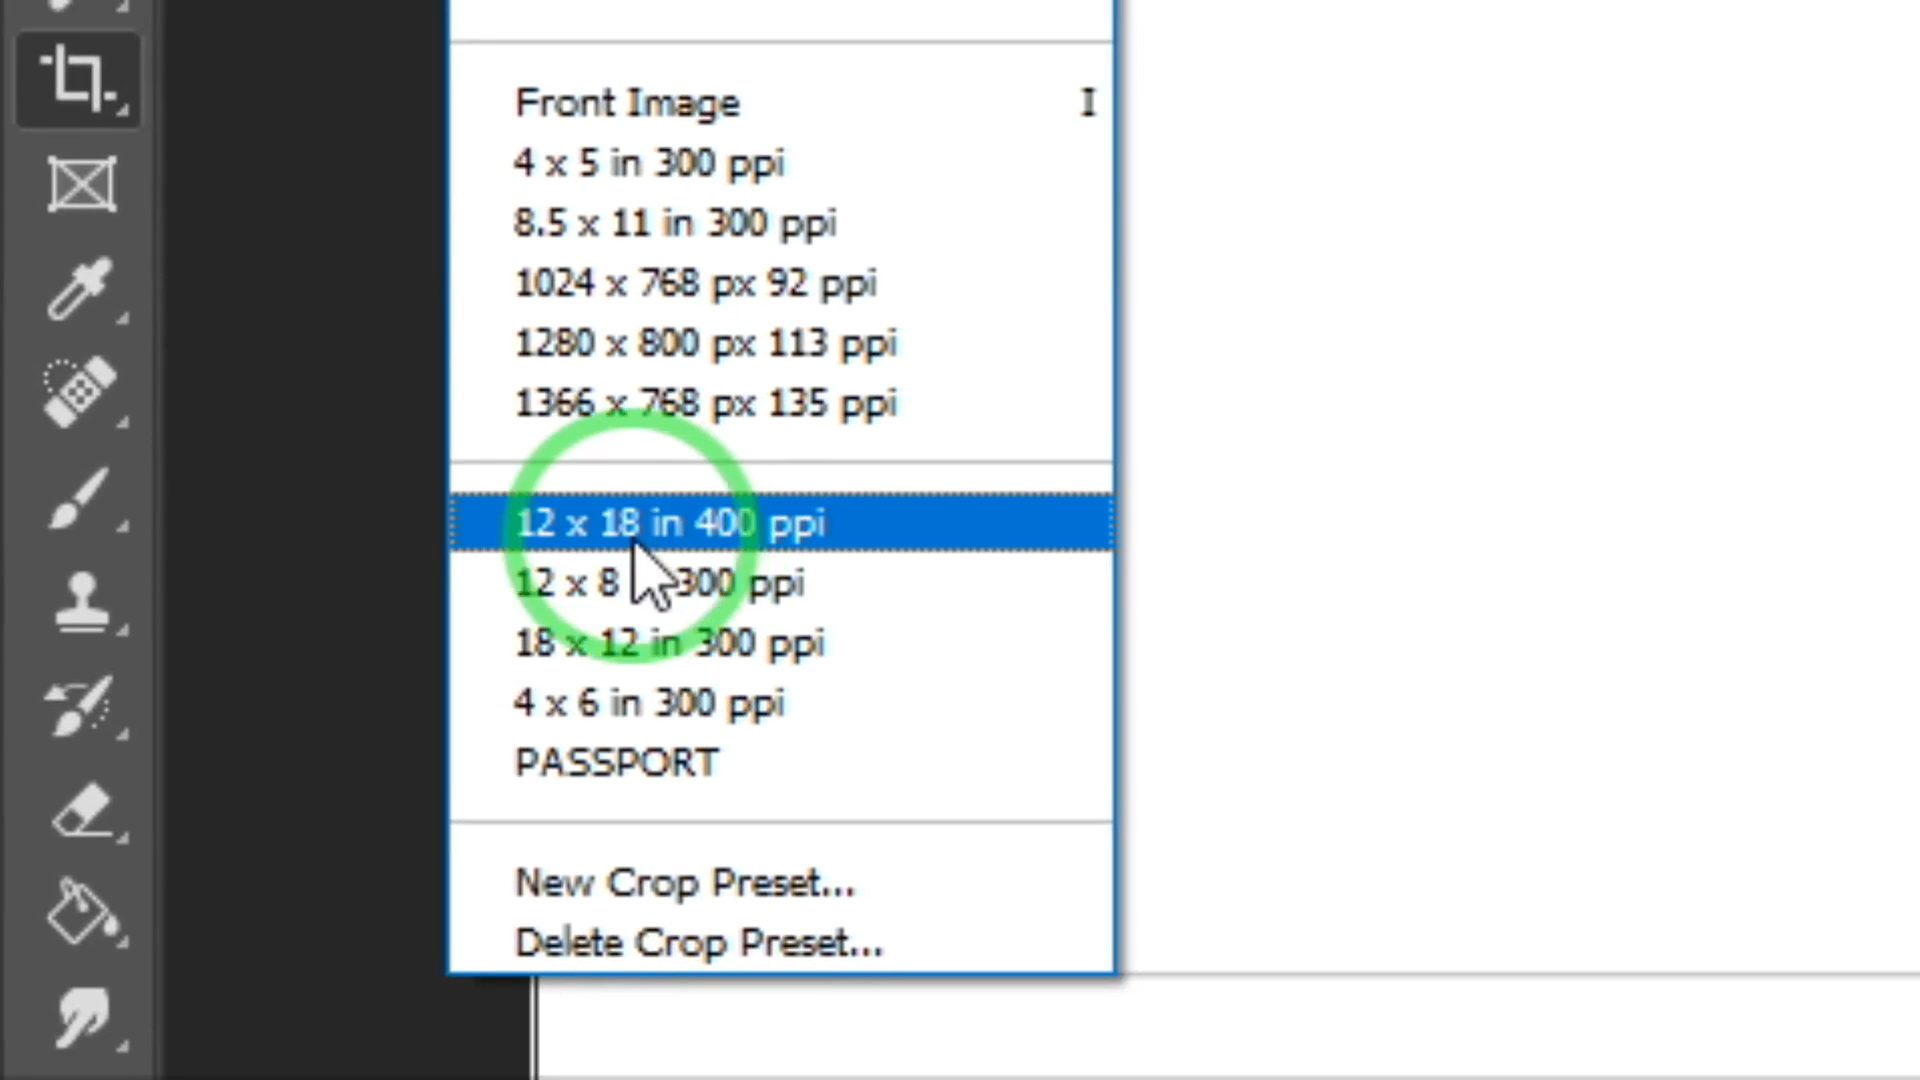 Front Image I
4 x 5 in 300 ppi
8.5 x 11 in 300 ppi
1024 x 768 px 92 ppi
1280 x 800 px 113 ppi
1366 x 768 px 135 ppi
12 x 18 in 400 ppi
12 x 8 300 ppi
18 x 12 in 300 ppi
4 x 6 in 300 ppi
PASSPORT
New Crop Preset...
Delete Crop Preset...